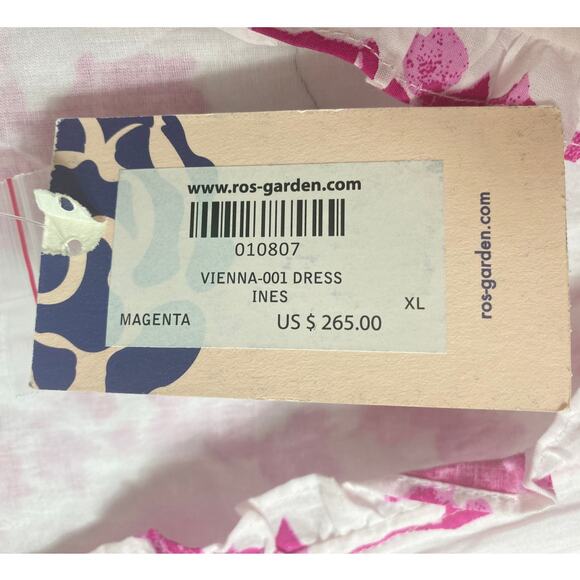 www.ros-garden.com
010807
VIENNA-001 DRESS
INES
MAGENTA
US $ 265.00
XL
ros-garden.com